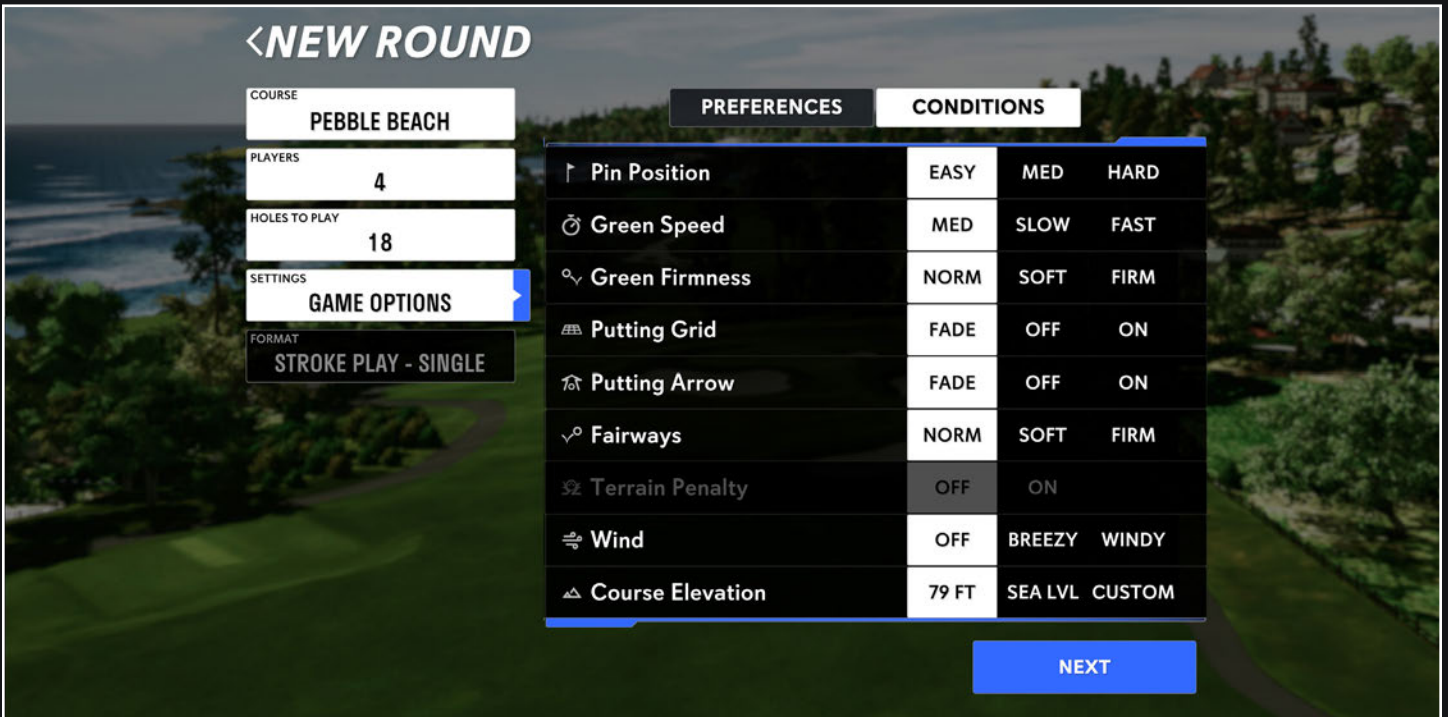 <NEW ROUND
COURSE
PEBBLE BEACH
PLAYERS
4
HOLES TO PLAY
18
SETTINGS
GAME OPTIONS
FORMAT
STROKE PLAY - SINGLE
PREFERENCES CONDITIONS
Pin Position EASY MED HARD
Green Speed MED SLOW FAST
Green Firmness NORM SOFT FIRM
Putting Grid FADE OFF ON
Putting Arrow FADE OFF ON
Fairways NORM SOFT FIRM
Terrain Penalty OFF ON
Wind OFF BREEZY WINDY
Course Elevation 79 FT SEA LVL CUSTOM
NEXT